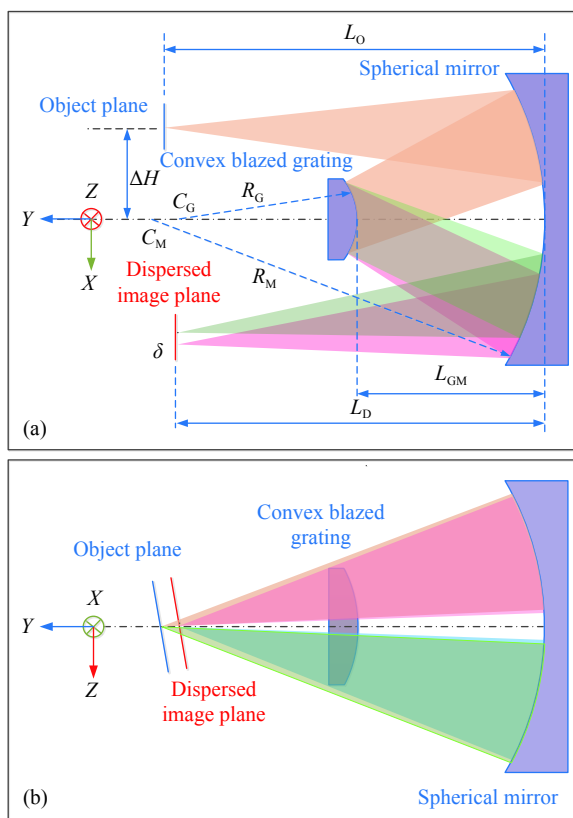 L_O
Spherical mirror
Object plane
Convex blazed grating
ΔH
R_G
Z
C_G
Y
C_M
X
Dispersed
image plane
R_M
δ
L_GM
L_D
(a)
Convex blazed
grating
Object plane
X
Y
Z
Dispersed
image plane
Spherical mirror
(b)